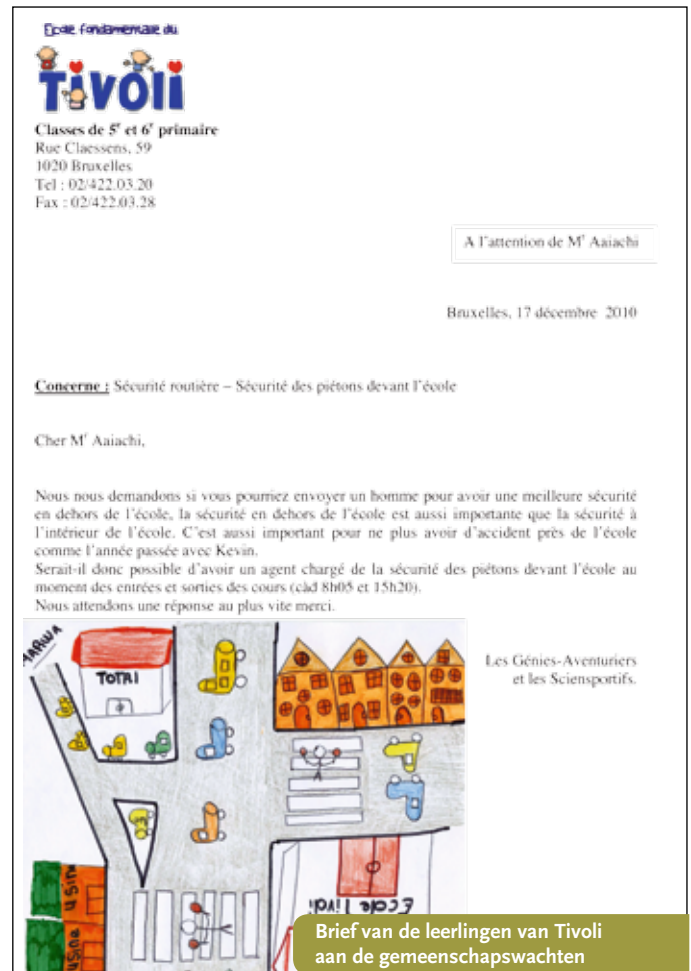 Ecole fondamentale du
Tivoli
Classes de 5e et 6e primaire
Rue Claessens, 59
1020 Bruxelles
Tel : 02/422.03.20
Fax : 02/422.03.28
A l'attention de Mr Aaiachi
Bruxelles, 17 décembre 2010
Concerne : Sécurité routière – Sécurité des piétons devant l'école
Cher Mr Aaiachi,
Nous nous demandons si vous pourriez envoyer un homme pour avoir une meilleure sécurité
en dehors de l'école, la sécurité en dehors de l'école est aussi importante que la sécurité à
l'intérieur de l'école. C'est aussi important pour ne plus avoir d'accident près de l'école
comme l'année passée avec Kevin.
Serait-il donc possible d'avoir un agent chargé de la sécurité des piétons devant l'école au
moment des entrées et sorties des cours (càd 8h05 et 15h20).
Nous attendons une réponse au plus vite merci.
Les Génies-Aventuriers
et les Sciensportifs.
MARWA
TOTAI
usine
usine
Ecole Tivoli
Brief van de leerlingen van Tivoli
aan de gemeenschapswachten